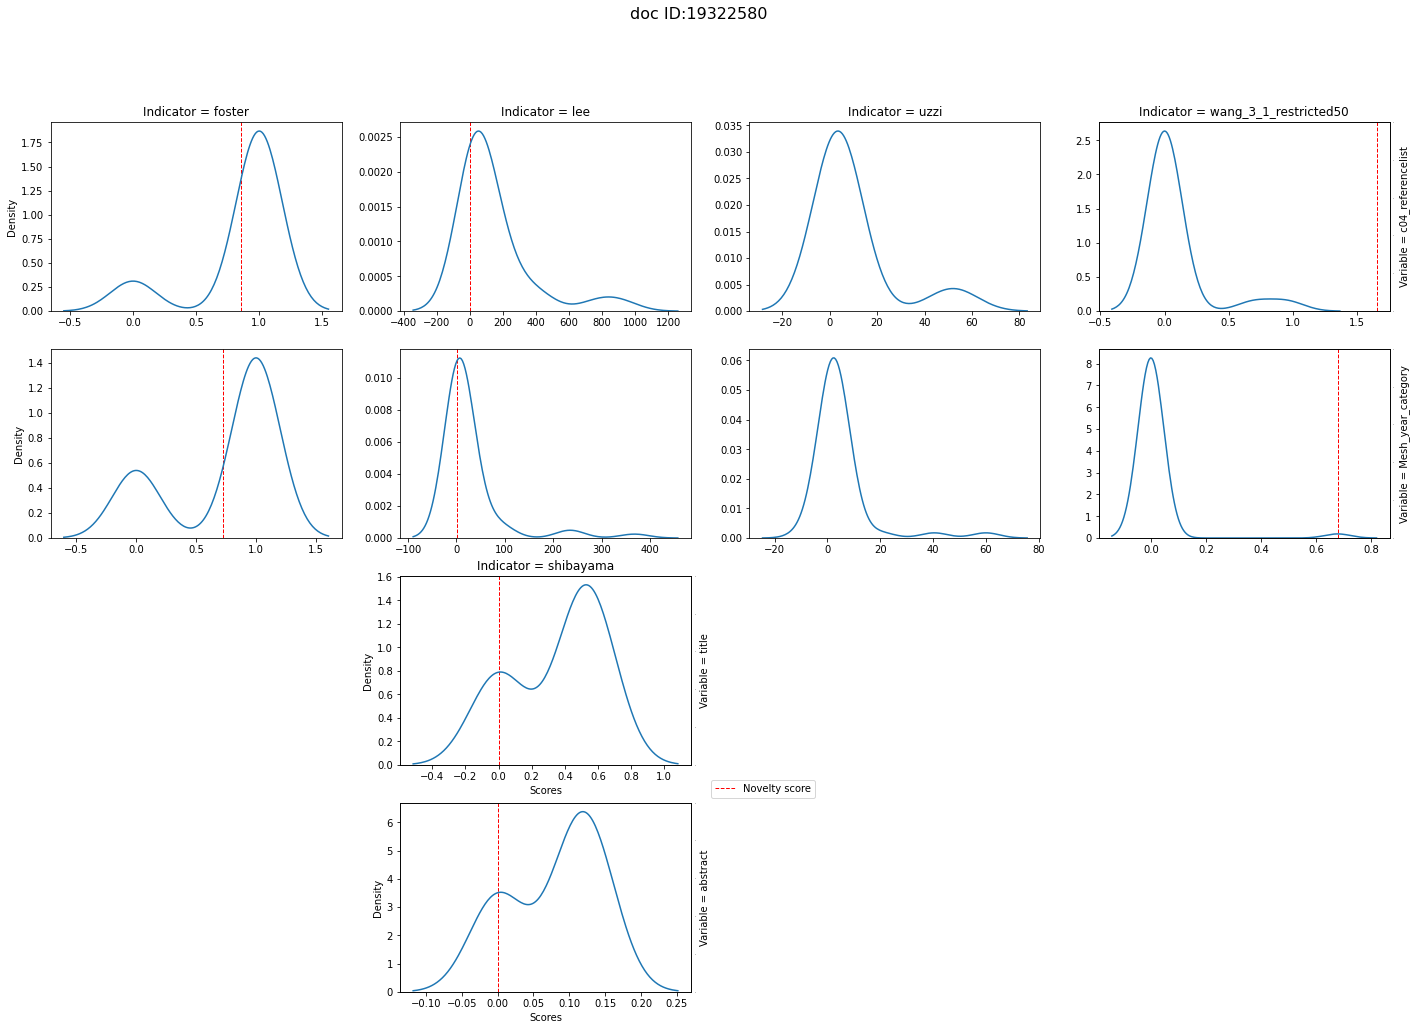 doc ID:19322580
Indicator = foster
Indicator = lee
Indicator = uzzi
Indicator = wang_3_1_restricted50
1.75
1.50
1.25
1.00
0.75
0.50
0.25
0.00
Density
−0.5 0.0 0.5 1.0 1.5
0.0025
0.0020
0.0015
0.0010
0.0005
0.0000
−400 −200 0 200 400 600 800 1000 1200
0.035
0.030
0.025
0.020
0.015
0.010
0.005
0.000
−20 0 20 40 60 80
2.5
2.0
1.5
1.0
0.5
0.0
−0.5 0.0 0.5 1.0 1.5
Variable = c04_referencelist
1.4
1.2
1.0
0.8
0.6
0.4
0.2
0.0
Density
−0.5 0.0 0.5 1.0 1.5
0.010
0.008
0.006
0.004
0.002
0.000
−100 0 100 200 300 400
0.06
0.05
0.04
0.03
0.02
0.01
0.00
−20 0 20 40 60 80
8
7
6
5
4
3
2
1
0
0.0 0.2 0.4 0.6 0.8
Variable = Mesh_year_category
Indicator = shibayama
1.6
1.4
1.2
1.0
0.8
0.6
0.4
0.2
0.0
Density
−0.4 −0.2 0.0 0.2 0.4 0.6 0.8 1.0
Scores
Variable = title
Novelty score
6
5
4
3
2
1
0
Density
−0.10 −0.05 0.00 0.05 0.10 0.15 0.20 0.25
Scores
Variable = abstract